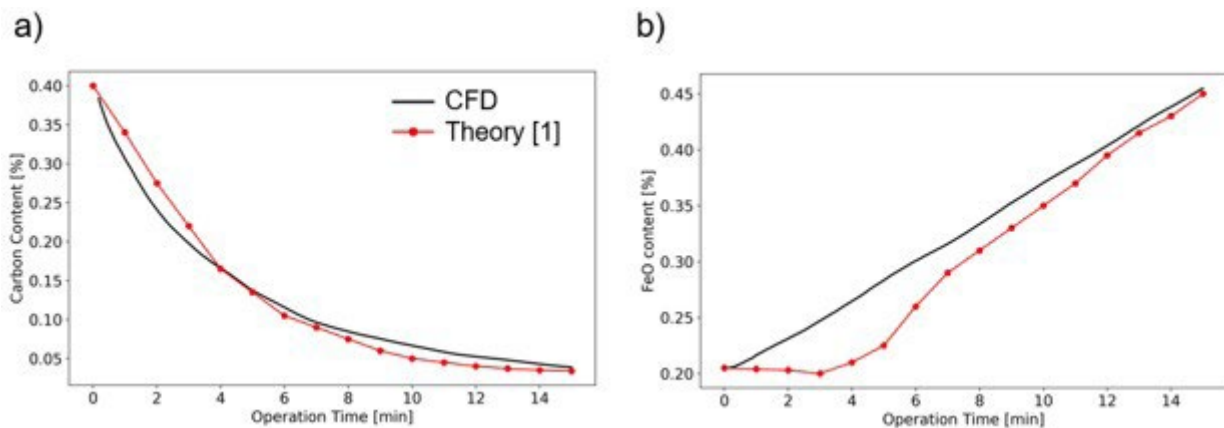 a)
0.40
0.35
0.30
0.25
0.20
0.15
0.10
0.05
Carbon Content [%]
0 2 4 6 8 10 12 14
Operation Time [min]
CFD
Theory [1]
b)
0.45
0.40
0.35
0.30
0.25
0.20
FeO content [%]
0 2 4 6 8 10 12 14
Operation Time [min]